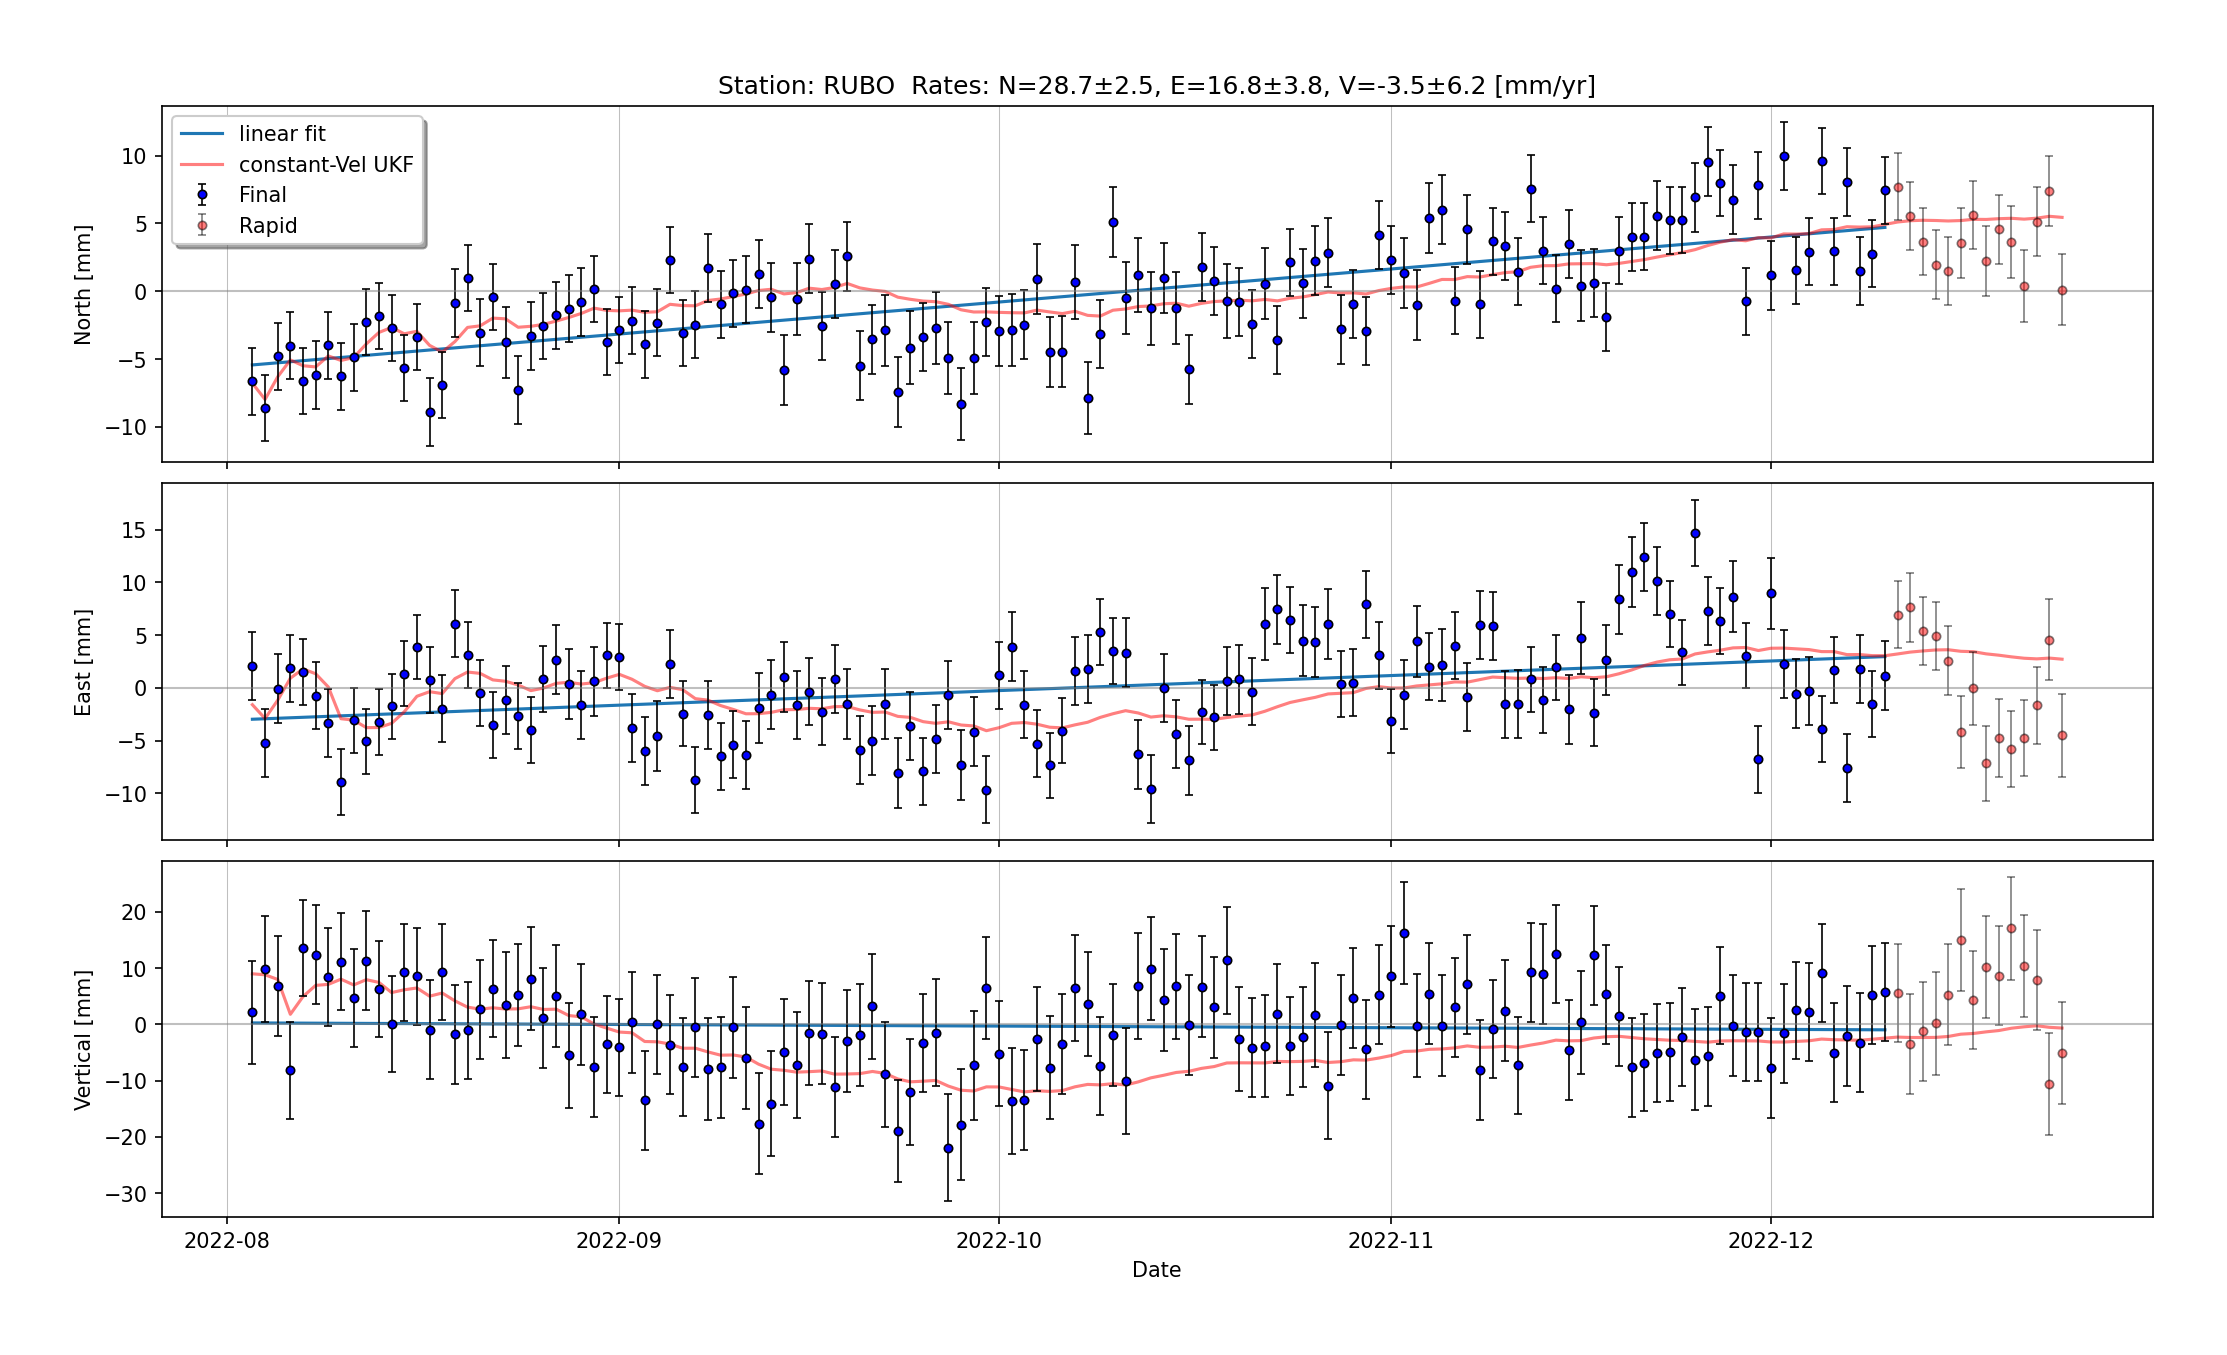 Station: RUBO  Rates: N=28.7±2.5, E=16.8±3.8, V=-3.5±6.2 [mm/yr]
linear fit
constant-Vel UKF
Final
Rapid
North [mm]
10
5
0
−5
−10
East [mm]
15
10
5
0
−5
−10
Vertical [mm]
20
10
0
−10
−20
−30
2022-08 2022-09 2022-10 2022-11 2022-12
Date